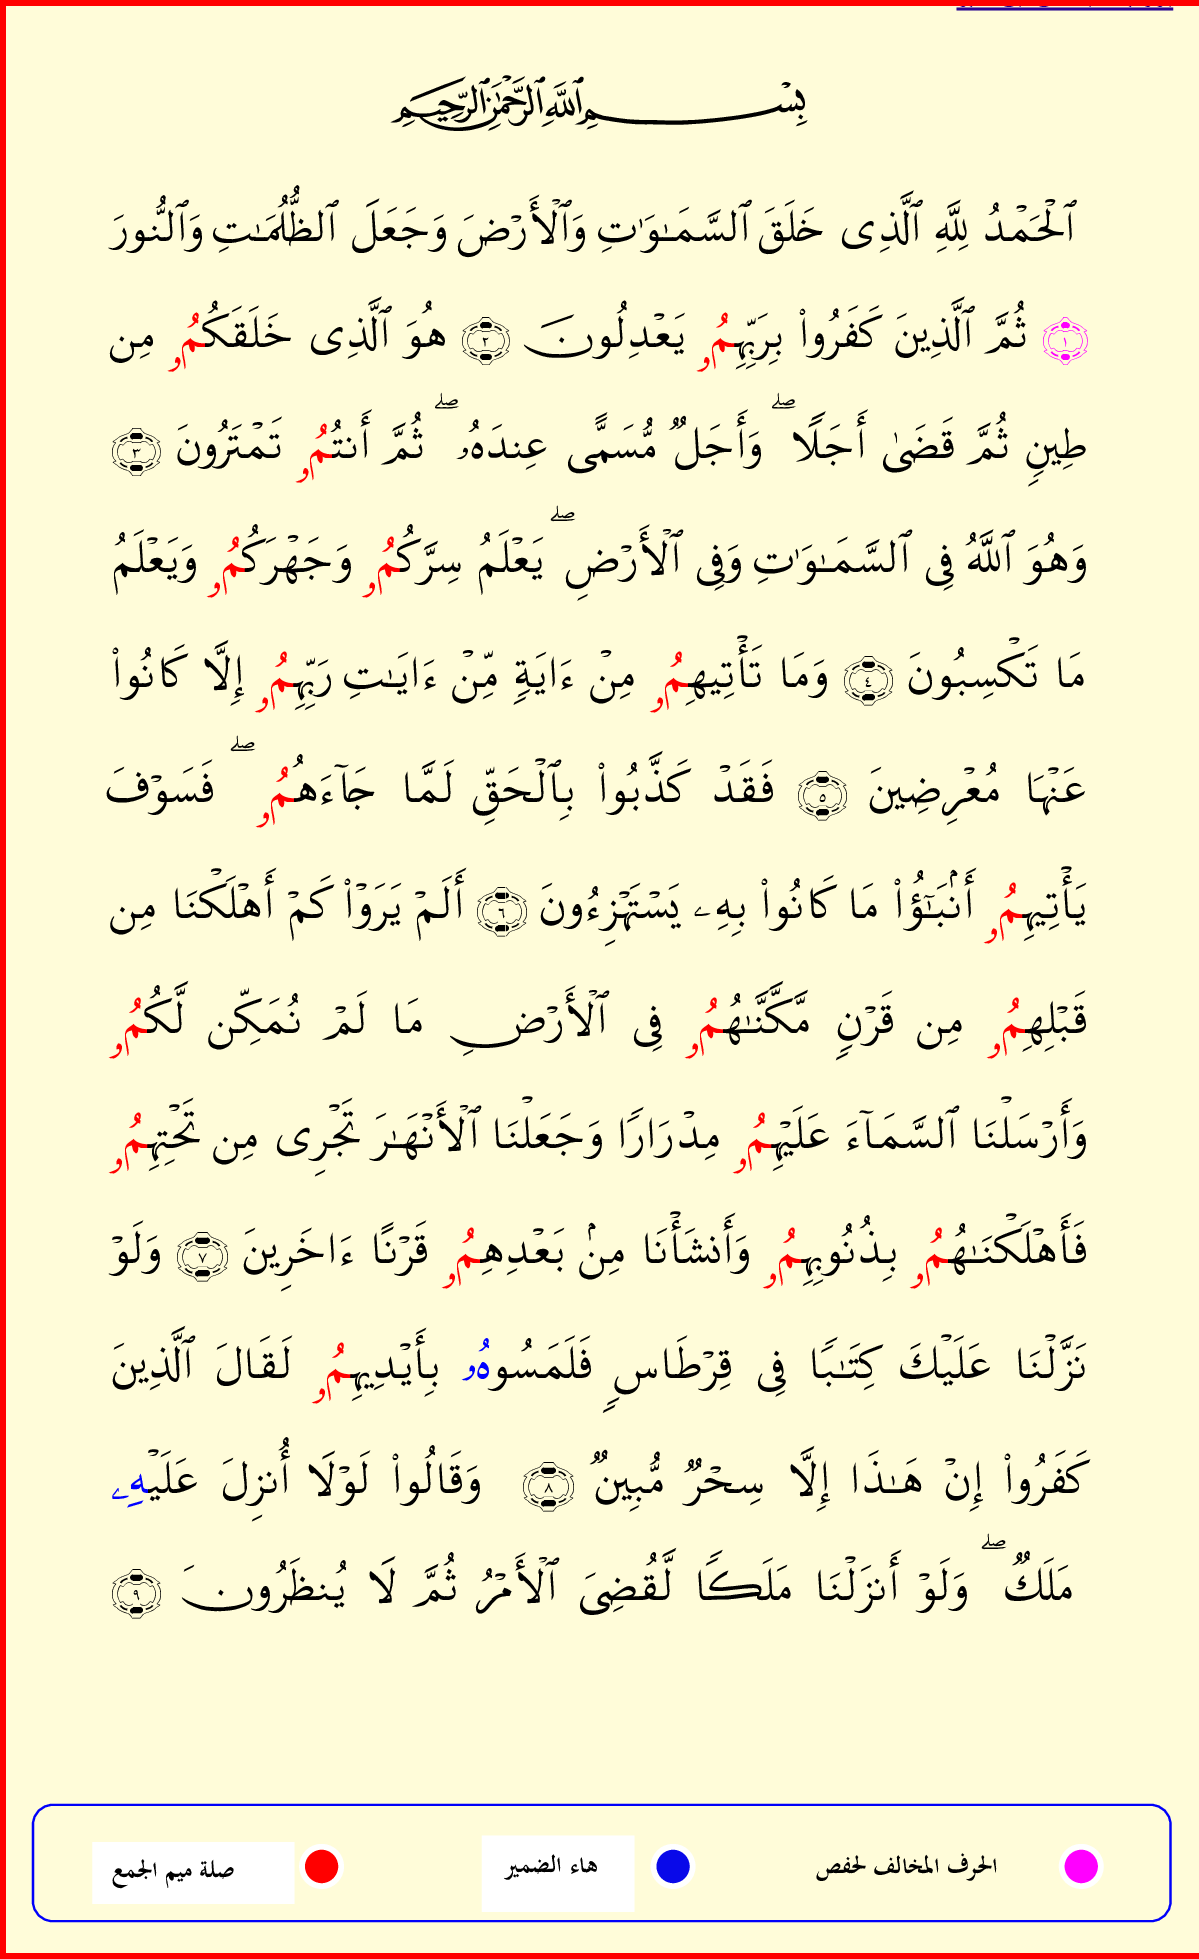 بِسْمِ ٱللَّهِ ٱلرَّحْمَٰنِ ٱلرَّحِيمِ
ٱلْحَمْدُ لِلَّهِ ٱلَّذِى خَلَقَ ٱلسَّمَٰوَٰتِ وَٱلْأَرْضَ وَجَعَلَ ٱلظُّلُمَٰتِ وَٱلنُّورَ
١ ثُمَّ ٱلَّذِينَ كَفَرُوا۟ بِرَبِّهِمُۥ يَعْدِلُونَ ٢ هُوَ ٱلَّذِى خَلَقَكُمُۥ مِن
طِينٍ ثُمَّ قَضَىٰ أَجَلًا ۖ وَأَجَلٌ مُّسَمًّى عِندَهُۥ ۖ ثُمَّ أَنتُمُۥ تَمْتَرُونَ ٣
وَهُوَ ٱللَّهُ فِى ٱلسَّمَٰوَٰتِ وَفِى ٱلْأَرْضِ ۖ يَعْلَمُ سِرَّكُمُۥ وَجَهْرَكُمُۥ وَيَعْلَمُ
مَا تَكْسِبُونَ ٤ وَمَا تَأْتِيهِمُۥ مِنْ ءَايَةٍ مِّنْ ءَايَٰتِ رَبِّهِمُۥ إِلَّا كَانُوا۟
عَنْهَا مُعْرِضِينَ ٥ فَقَدْ كَذَّبُوا۟ بِٱلْحَقِّ لَمَّا جَآءَهُمُۥ ۖ فَسَوْفَ
يَأْتِيهِمُۥ أَنۢبَٰٓؤُا۟ مَا كَانُوا۟ بِهِۦ يَسْتَهْزِءُونَ ٦ أَلَمْ يَرَوْا۟ كَمْ أَهْلَكْنَا مِن
قَبْلِهِمُۥ مِن قَرْنٍ مَّكَّنَّٰهُمُۥ فِى ٱلْأَرْضِ مَا لَمْ نُمَكِّن لَّكُمُۥ
وَأَرْسَلْنَا ٱلسَّمَآءَ عَلَيْهِمُۥ مِدْرَارًا وَجَعَلْنَا ٱلْأَنْهَٰرَ تَجْرِى مِن تَحْتِهِمُۥ
فَأَهْلَكْنَٰهُمُۥ بِذُنُوبِهِمُۥ وَأَنشَأْنَا مِنۢ بَعْدِهِمُۥ قَرْنًا ءَاخَرِينَ ٧ وَلَوْ
نَزَّلْنَا عَلَيْكَ كِتَٰبًا فِى قِرْطَاسٍ فَلَمَسُوهُۥ بِأَيْدِيهِمُۥ لَقَالَ ٱلَّذِينَ
كَفَرُوا۟ إِنْ هَٰذَا إِلَّا سِحْرٌ مُّبِينٌ ٨ وَقَالُوا۟ لَوْلَا أُنزِلَ عَلَيْهِۦ
مَلَكٌ ۖ وَلَوْ أَنزَلْنَا مَلَكًا لَّقُضِىَ ٱلْأَمْرُ ثُمَّ لَا يُنظَرُونَ ٩
الحرف المخالف لحفص هاء الضمير صلة ميم الجمع